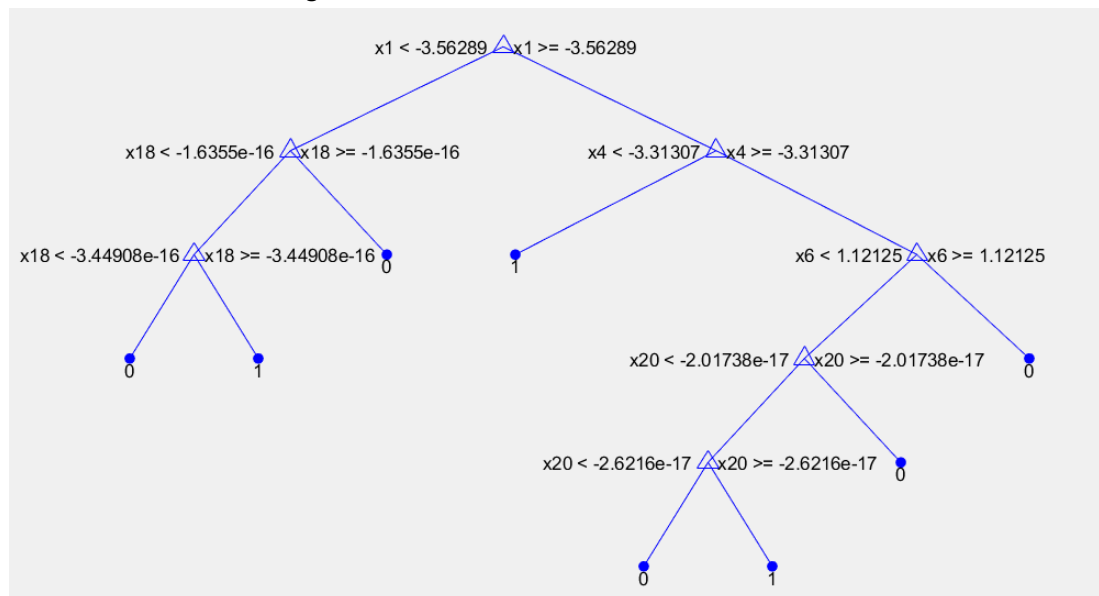 x1 < -3.56289 x1 >= -3.56289
x18 < -1.6355e-16 x18 >= -1.6355e-16 x4 < -3.31307 x4 >= -3.31307
x18 < -3.44908e-16 x18 >= -3.44908e-16 0 1 x6 < 1.12125 x6 >= 1.12125
0 1 x20 < -2.01738e-17 x20 >= -2.01738e-17 0
x20 < -2.6216e-17 x20 >= -2.6216e-17 0
0 1